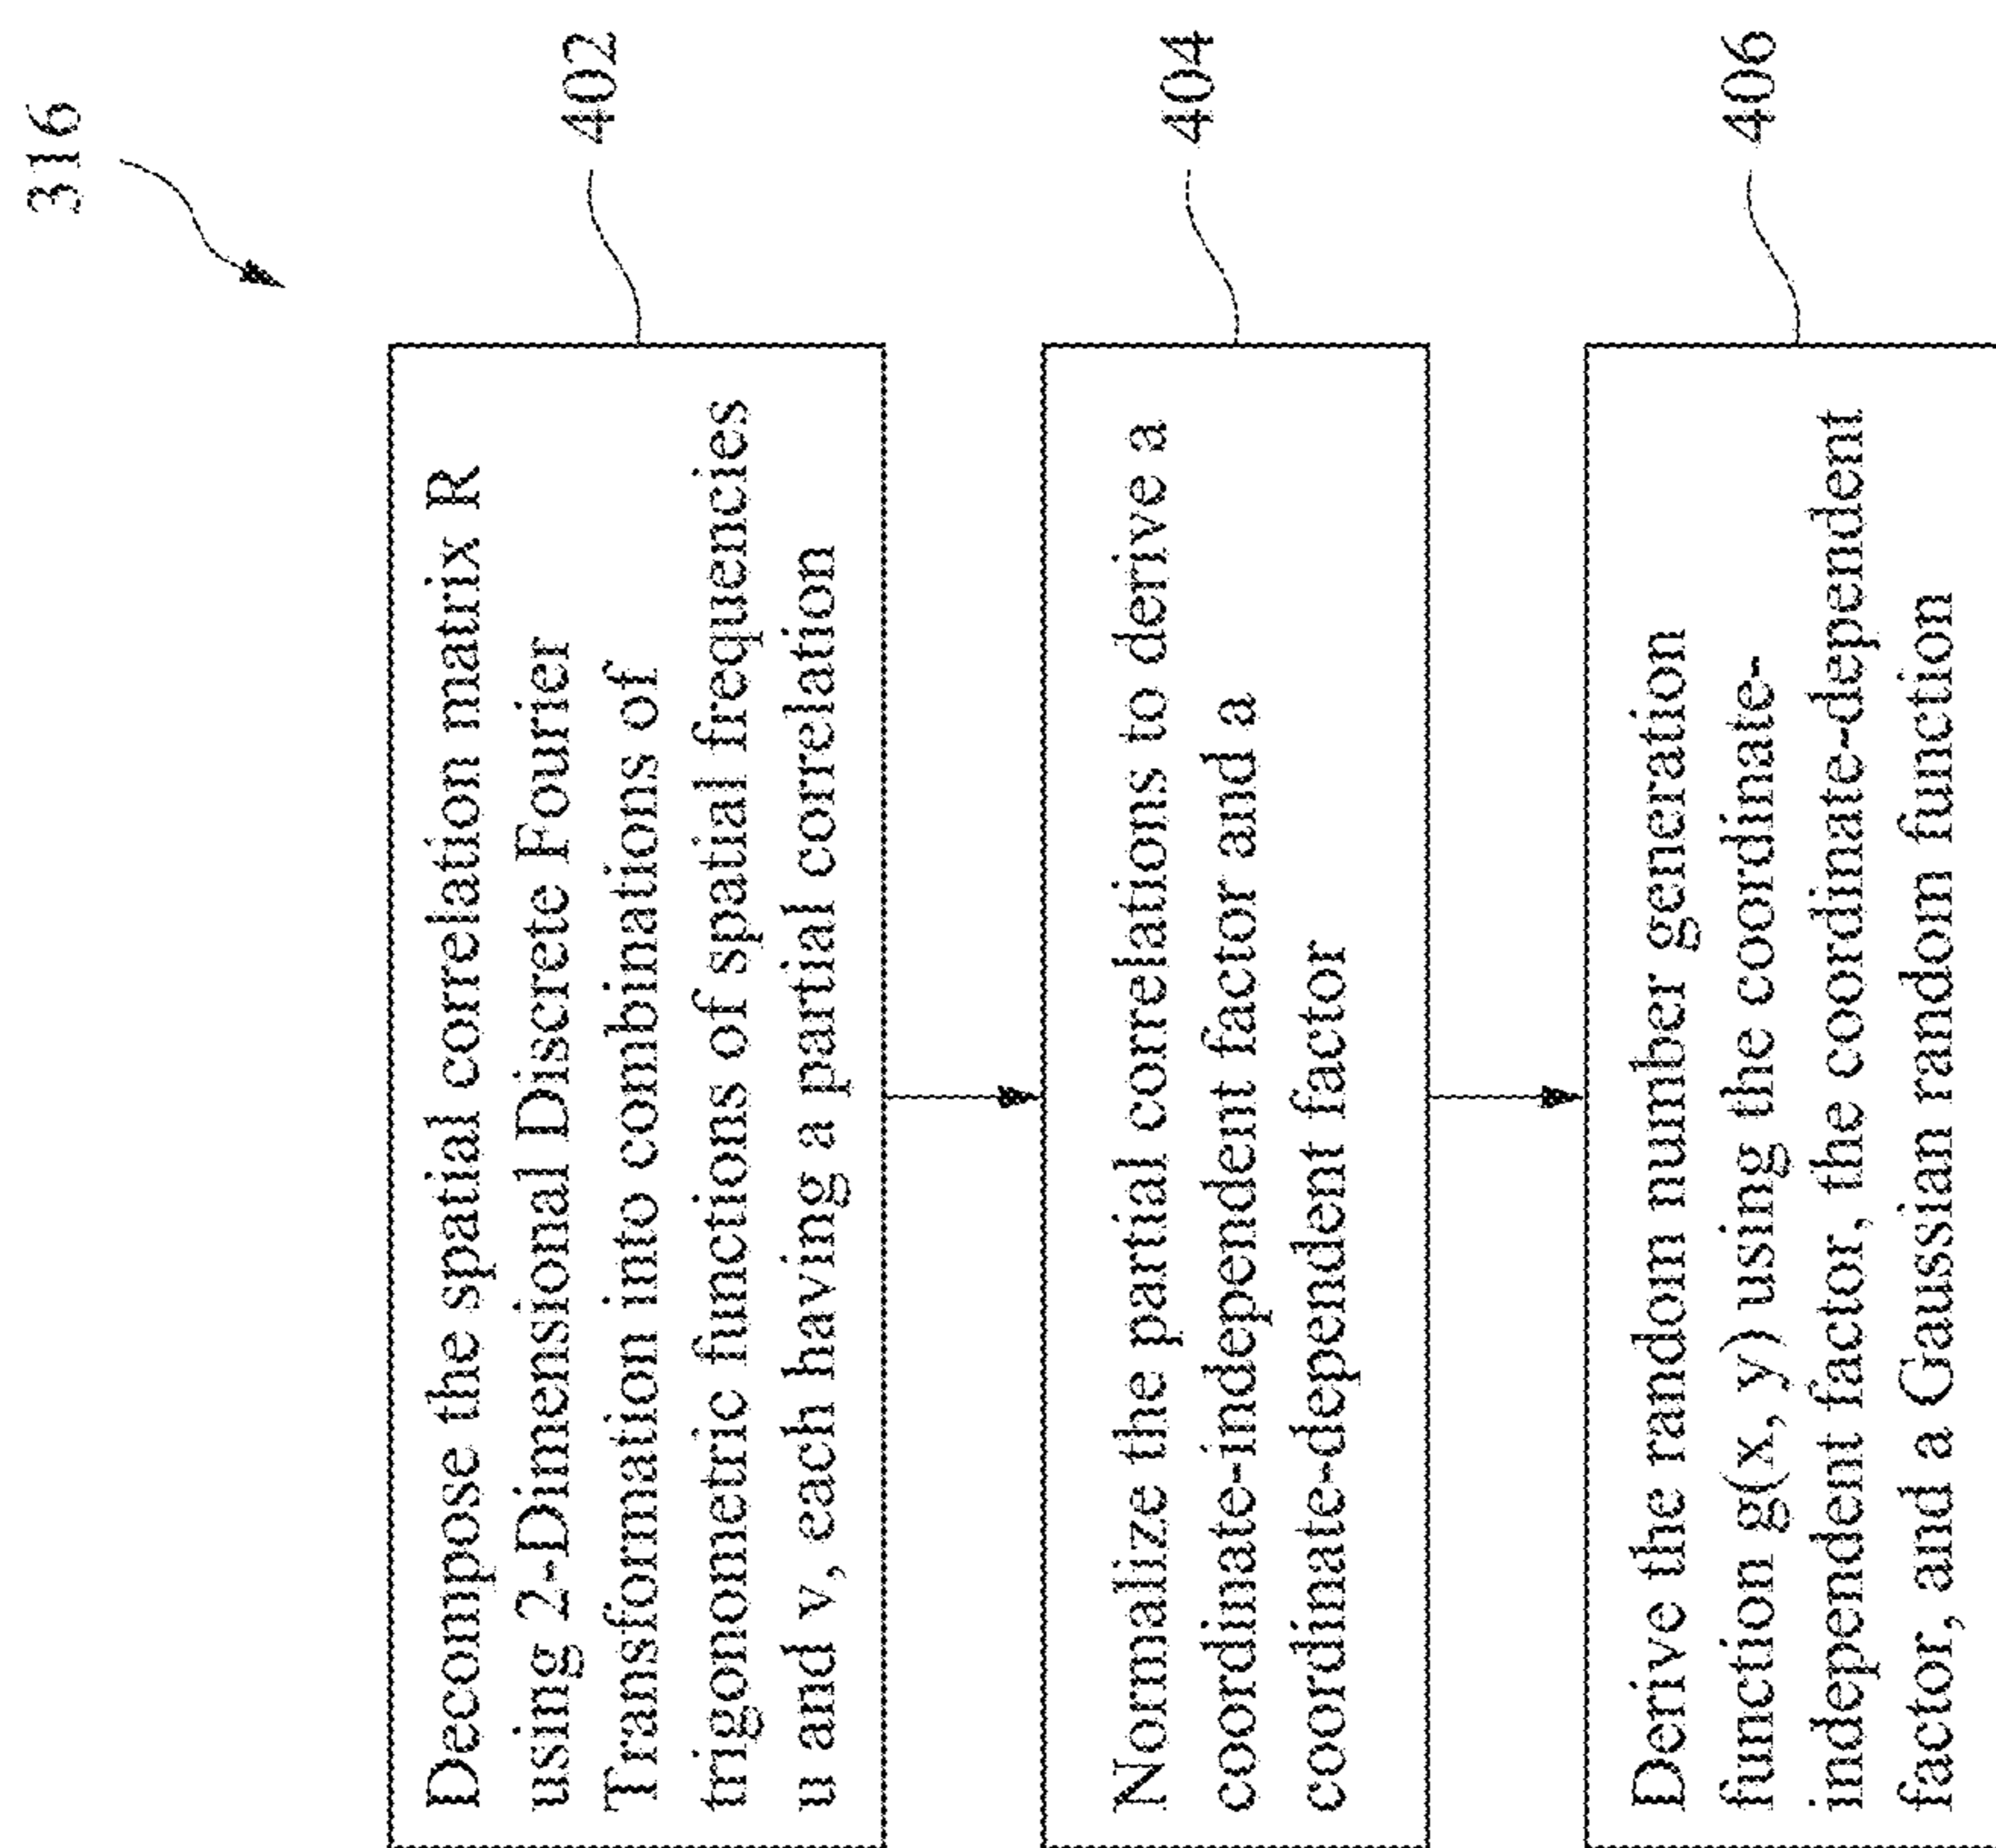 316
Decompose the spatial correlation matrix R
using 2-Dimensional Discrete Fourier
Transformation into combinations of
trigonometric functions of spatial frequencies
u and v, each having a partial correlation
402
Normalize the partial correlations to derive a
coordinate-independent factor and a
coordinate-dependent factor
404
Derive the random number generation
function g(x, y) using the coordinate-
independent factor, the coordinate-dependent
factor, and a Gaussian random function
406